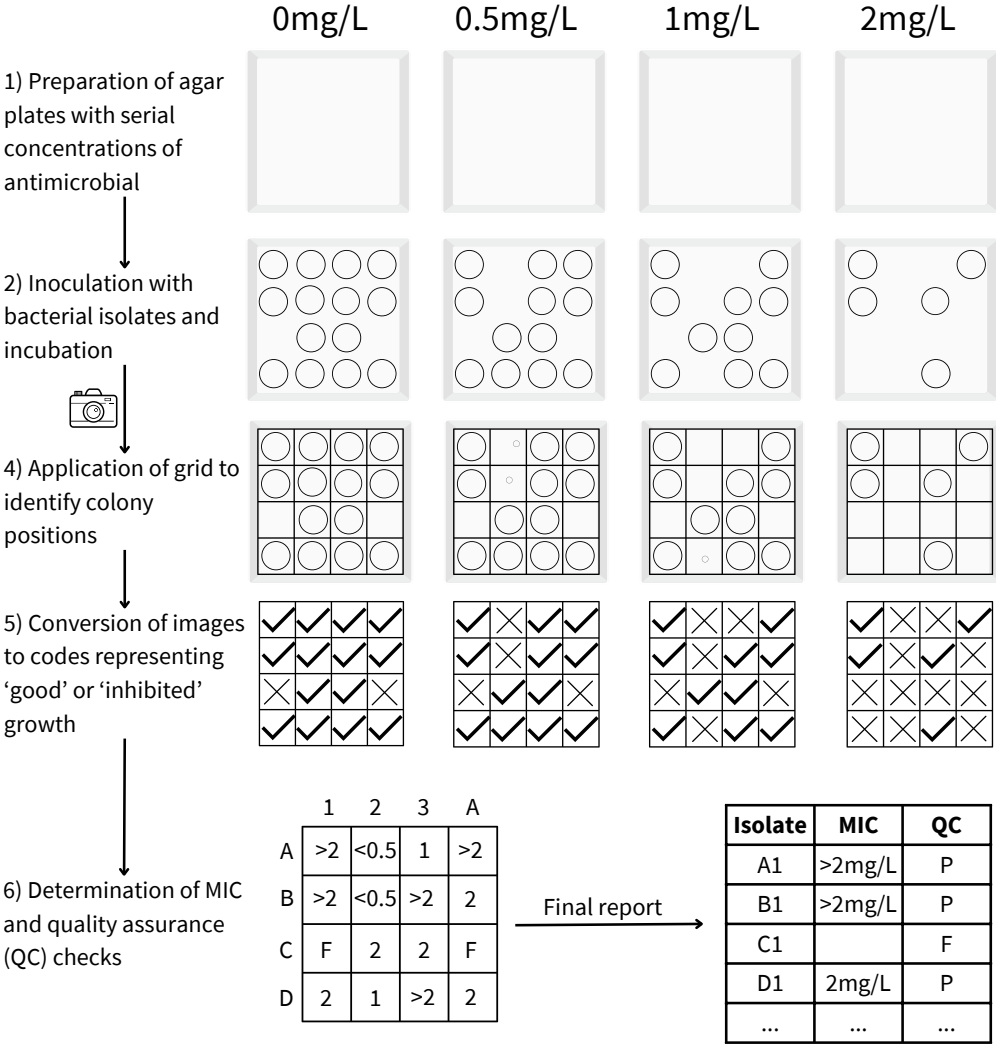 0mg/L 0.5mg/L 1mg/L 2mg/L
1) Preparation of agar
plates with serial
concentrations of
antimicrobial
2) Inoculation with
bacterial isolates and
incubation
4) Application of grid to
identify colony
positions
5) Conversion of images
to codes representing
‘good’ or ‘inhibited’
growth
6) Determination of MIC
and quality assurance
(QC) checks
1 2 3 A
A >2 <0.5 1 >2
B >2 <0.5 >2 2
C F 2 2 F
D 2 1 >2 2
Final report
Isolate MIC QC
A1 >2mg/L P
B1 >2mg/L P
C1 F
D1 2mg/L P
... ... ...